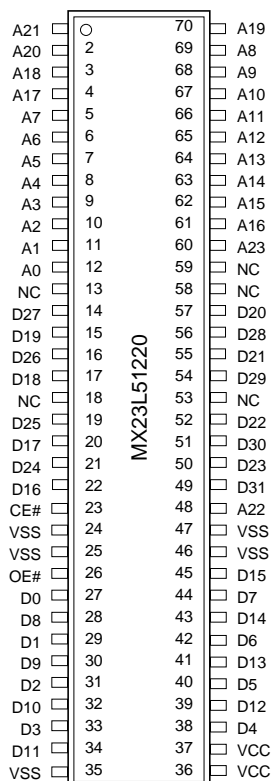 A21 1 70 A19
A20 2 69 A8
A18 3 68 A9
A17 4 67 A10
A7 5 66 A11
A6 6 65 A12
A5 7 64 A13
A4 8 63 A14
A3 9 62 A15
A2 10 61 A16
A1 11 60 A23
A0 12 59 NC
NC 13 58 NC
D27 14 57 D20
D19 15 56 D28
D26 16 55 D21
D18 17 54 D29
NC 18 53 NC
D25 19 52 D22
D17 20 51 D30
D24 21 50 D23
D16 22 49 D31
CE# 23 48 A22
VSS 24 47 VSS
VSS 25 46 VSS
OE# 26 45 D15
D0 27 44 D7
D8 28 43 D14
D1 29 42 D6
D9 30 41 D13
D2 31 40 D5
D10 32 39 D12
D3 33 38 D4
D11 34 37 VCC
VSS 35 36 VCC
MX23L51220